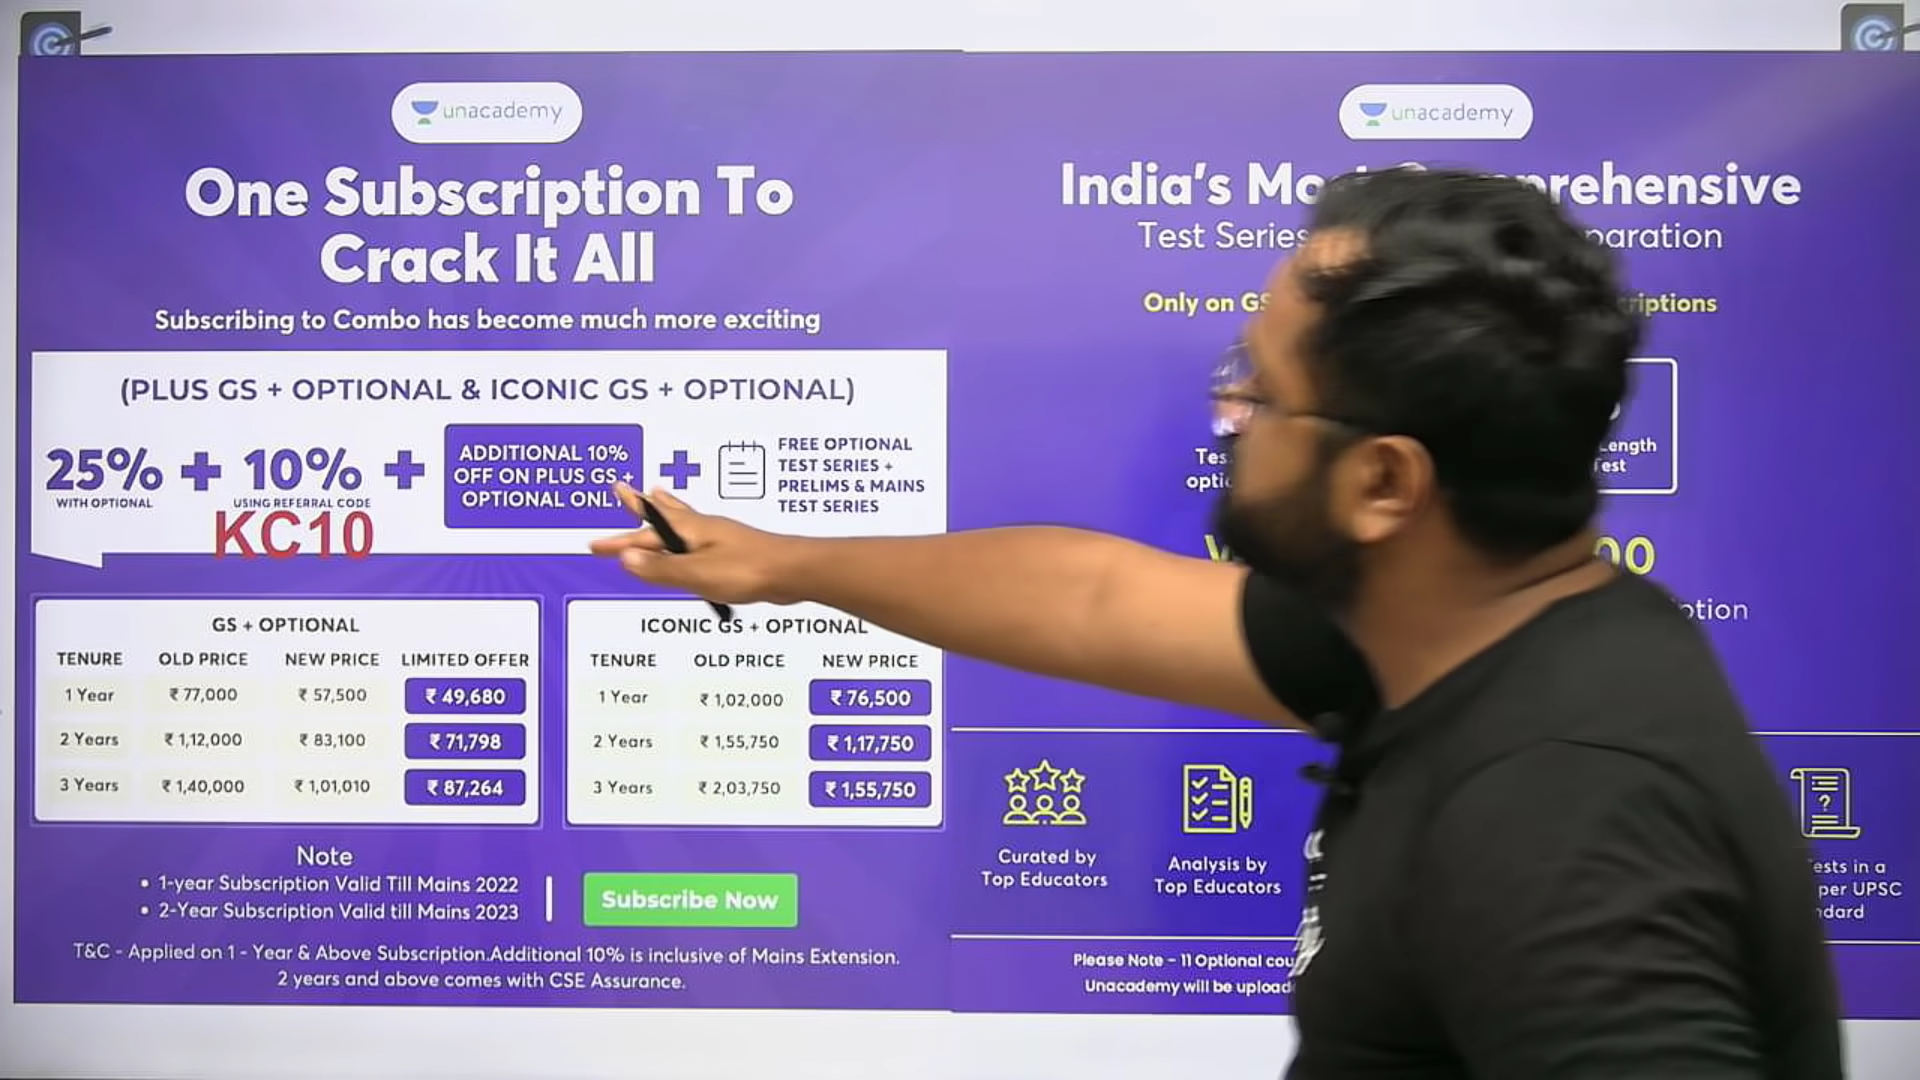 unacademy
One Subscription To
Crack It All
Subscribing to Combo has become much more exciting
(PLUS GS + OPTIONAL & ICONIC GS + OPTIONAL)
25% + 10% +
WITH OPTIONAL
USING REFERRAL CODE
KC10
ADDITIONAL 10%
OFF ON PLUS GS +
OPTIONAL ONLY
+
FREE OPTIONAL
TEST SERIES +
PRELIMS & MAINS
TEST SERIES
GS + OPTIONAL
TENURE OLD PRICE NEW PRICE LIMITED OFFER
1 Year ₹ 77,000 ₹ 57,500 ₹ 49,680
2 Years ₹ 1,12,000 ₹ 83,100 ₹ 71,798
3 Years ₹ 1,40,000 ₹ 1,01,010 ₹ 87,264
ICONIC GS + OPTIONAL
TENURE OLD PRICE NEW PRICE
1 Year ₹ 1,02,000 ₹ 76,500
2 Years ₹ 1,55,750 ₹ 1,17,750
3 Years ₹ 2,03,750 ₹ 1,55,750
Note
• 1-year Subscription Valid Till Mains 2022
• 2-Year Subscription Valid till Mains 2023
Subscribe Now
T&C - Applied on 1 - Year & Above Subscription.Additional 10% is inclusive of Mains Extension.
2 years and above comes with CSE Assurance.
unacademy
India's
Test Series
Only on
Length
Curated by
Top Educators
Analysis by
Top Educators
in a
per UPSC
Please Note - 11 Optional
Unacademy will be